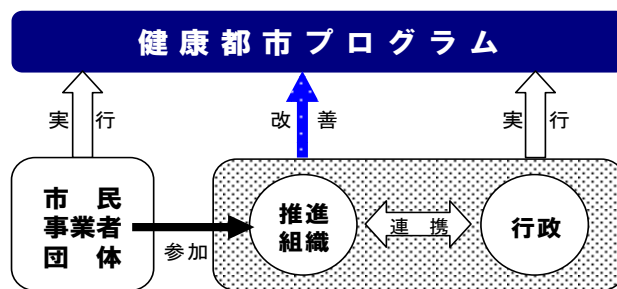 健康都市プログラム
実行
改善
実行
市民
事業者
団体
参加
推進
組織
連携
行政